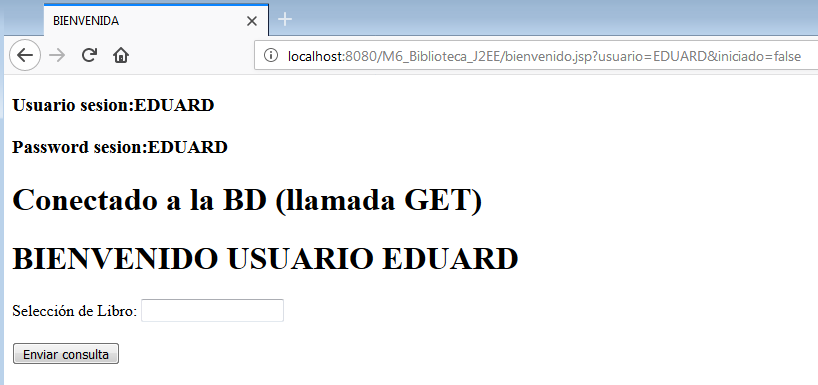 BIENVENIDA
localhost:8080/M6_Biblioteca_J2EE/bienvenido.jsp?usuario=EDUARD&iniciado=false
Usuario sesion:EDUARD
Password sesion:EDUARD
Conectado a la BD (llamada GET)
BIENVENIDO USUARIO EDUARD
Selección de Libro:
Enviar consulta